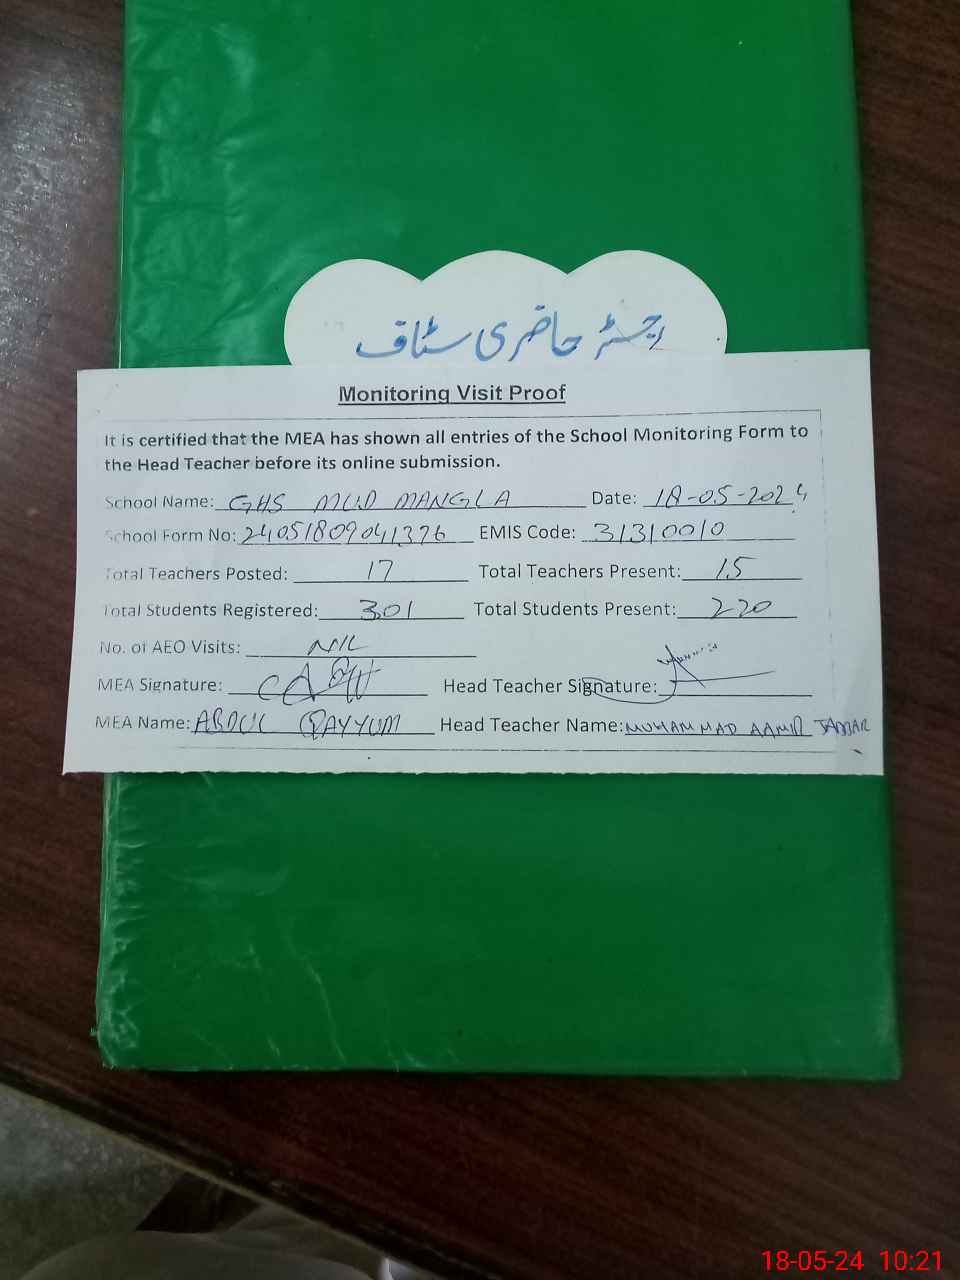 رجسٹر حاضری سٹاف
Monitoring Visit Proof
It is certified that the MEA has shown all entries of the School Monitoring Form to
the Head Teacher before its online submission.
School Name: GHS MUD MANGLA Date: 18-05-2024
School Form No: 24051809041376 EMIS Code: 31310010
Total Teachers Posted: 17 Total Teachers Present: 15
Total Students Registered: 301 Total Students Present: 220
No. of AEO Visits: NIL
MEA Signature: Head Teacher Signature:
MEA Name: ABDUL QAYYUM Head Teacher Name: MUHAMMAD AAMIR
18-05-24 10:21